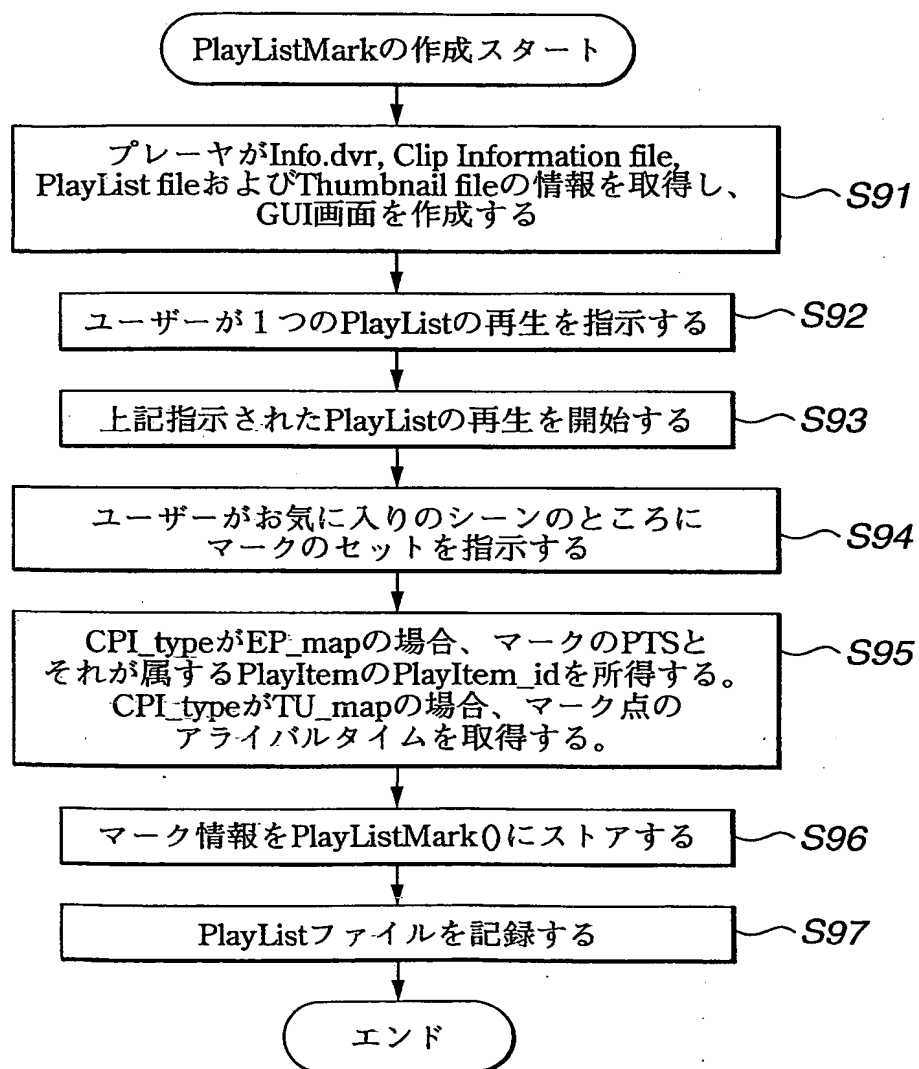 PlayListMarkの作成スタート
プレーヤがInfo.dvr, Clip Information file,
PlayList fileおよびThumbnail fileの情報を取得し、
GUI画面を作成する
S91
ユーザーが１つのPlayListの再生を指示する
S92
上記指示されたPlayListの再生を開始する
S93
ユーザーがお気に入りのシーンのところに
マークのセットを指示する
S94
CPI_typeがEP_mapの場合、マークのPTSと
それが属するPlayItemのPlayItem_idを所得する。
CPI_typeがTU_mapの場合、マーク点の
アライバルタイムを取得する。
S95
マーク情報をPlayListMark()にストアする
S96
PlayListファイルを記録する
S97
エンド